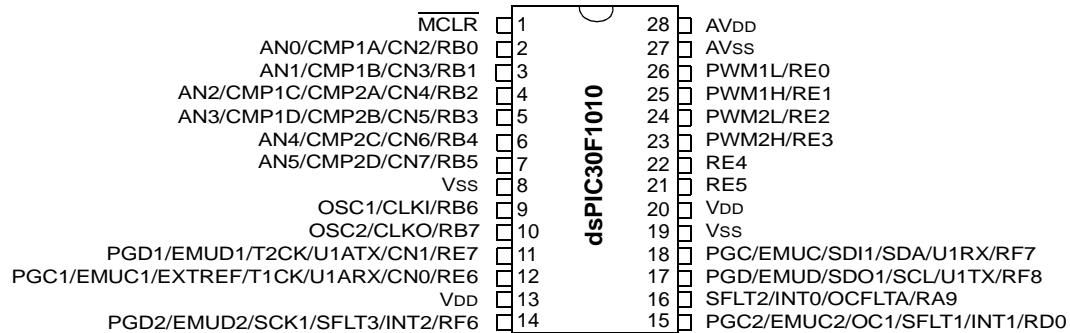 MCLR 1 28 AVDD
AN0/CMP1A/CN2/RB0 2 27 AVSS
AN1/CMP1B/CN3/RB1 3 26 PWM1L/RE0
AN2/CMP1C/CMP2A/CN4/RB2 4 25 PWM1H/RE1
AN3/CMP1D/CMP2B/CN5/RB3 5 24 PWM2L/RE2
AN4/CMP2C/CN6/RB4 6 23 PWM2H/RE3
AN5/CMP2D/CN7/RB5 7 22 RE4
VSS 8 21 RE5
OSC1/CLKI/RB6 9 20 VDD
OSC2/CLKO/RB7 10 19 VSS
PGD1/EMUD1/T2CK/U1ATX/CN1/RE7 11 18 PGC/EMUC/SDI1/SDA/U1RX/RF7
PGC1/EMUC1/EXTREF/T1CK/U1ARX/CN0/RE6 12 17 PGD/EMUD/SDO1/SCL/U1TX/RF8
VDD 13 16 SFLT2/INT0/OCFLTA/RA9
PGD2/EMUD2/SCK1/SFLT3/INT2/RF6 14 15 PGC2/EMUC2/OC1/SFLT1/INT1/RD0
dsPIC30F1010